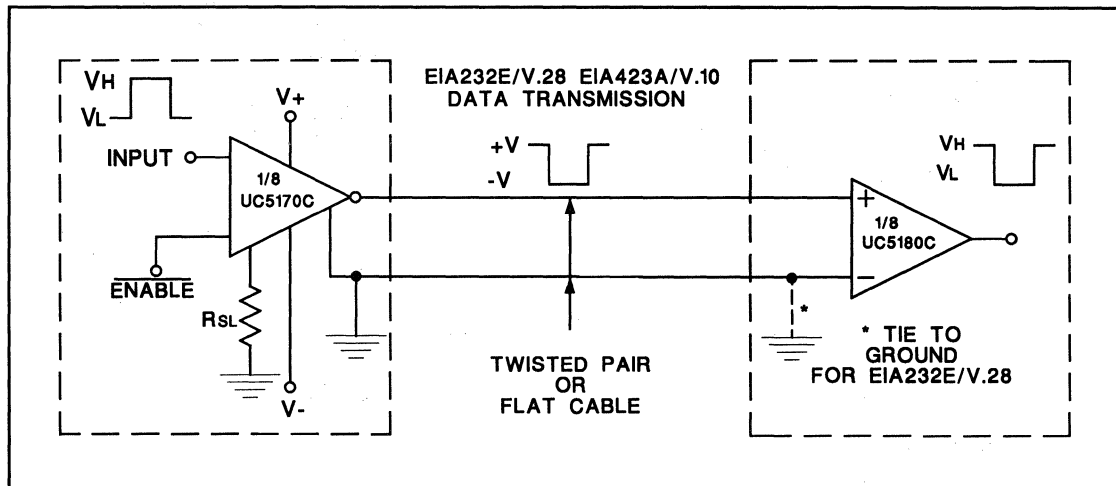 EIA232E/V.28 EIA423A/V.10
DATA TRANSMISSION
VH
VL
V+
INPUT
1/8
UC5170C
ENABLE
RSL
V-
+V
-V
TWISTED PAIR
OR
FLAT CABLE
VH
VL
+
1/8
UC5180C
−
*
* TIE TO
GROUND
FOR EIA232E/V.28